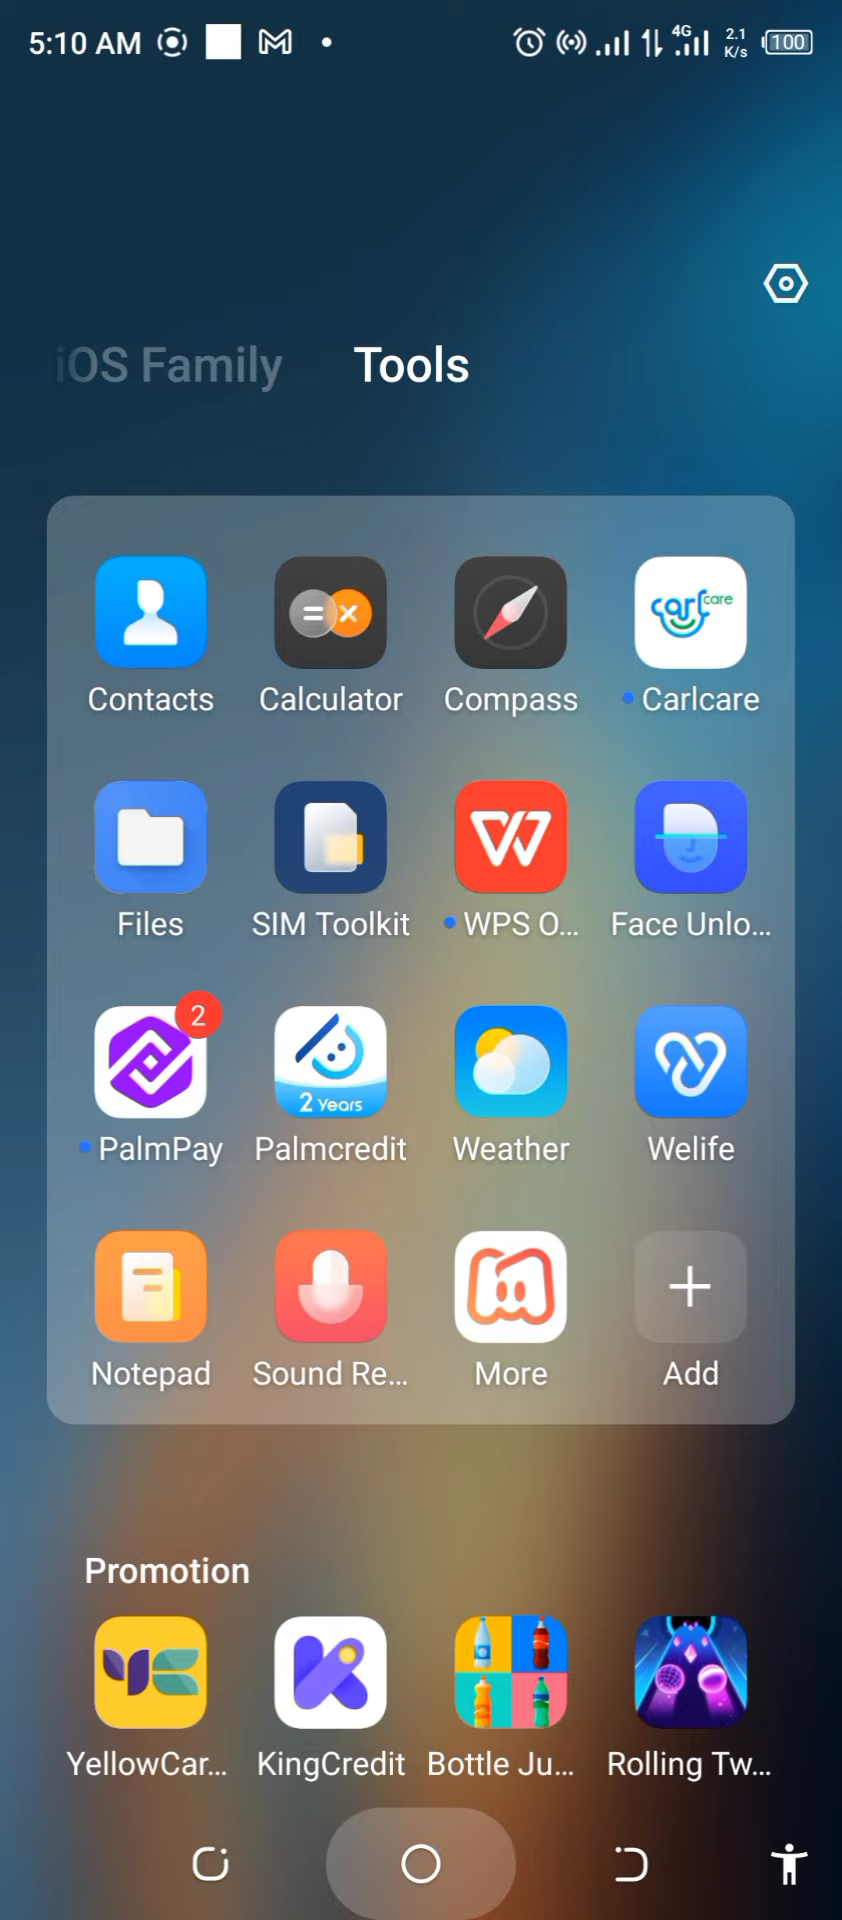 5:10 AM
4G
2.1
K/s
100
iOS Family
Tools
carlcare
Contacts
Calculator
Compass
Carlcare
Files
SIM Toolkit
WPS O...
Face Unlo...
2
2 Years
PalmPay
Palmcredit
Weather
Welife
Notepad
Sound Re...
More
Add
Promotion
YellowCar...
KingCredit
Bottle Ju...
Rolling Tw...